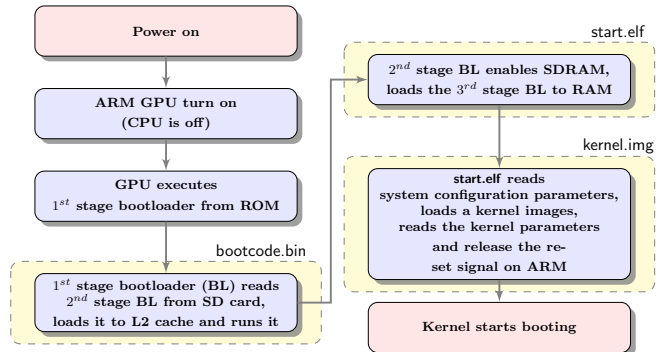 Power on
ARM GPU turn on
(CPU is off)
GPU executes
1st stage bootloader from ROM
bootcode.bin
1st stage bootloader (BL) reads
2nd stage BL from SD card,
loads it to L2 cache and runs it
start.elf
2nd stage BL enables SDRAM,
loads the 3rd stage BL to RAM
kernel.img
start.elf reads
system configuration parameters,
loads a kernel images,
reads the kernel parameters
and release the re-
set signal on ARM
Kernel starts booting